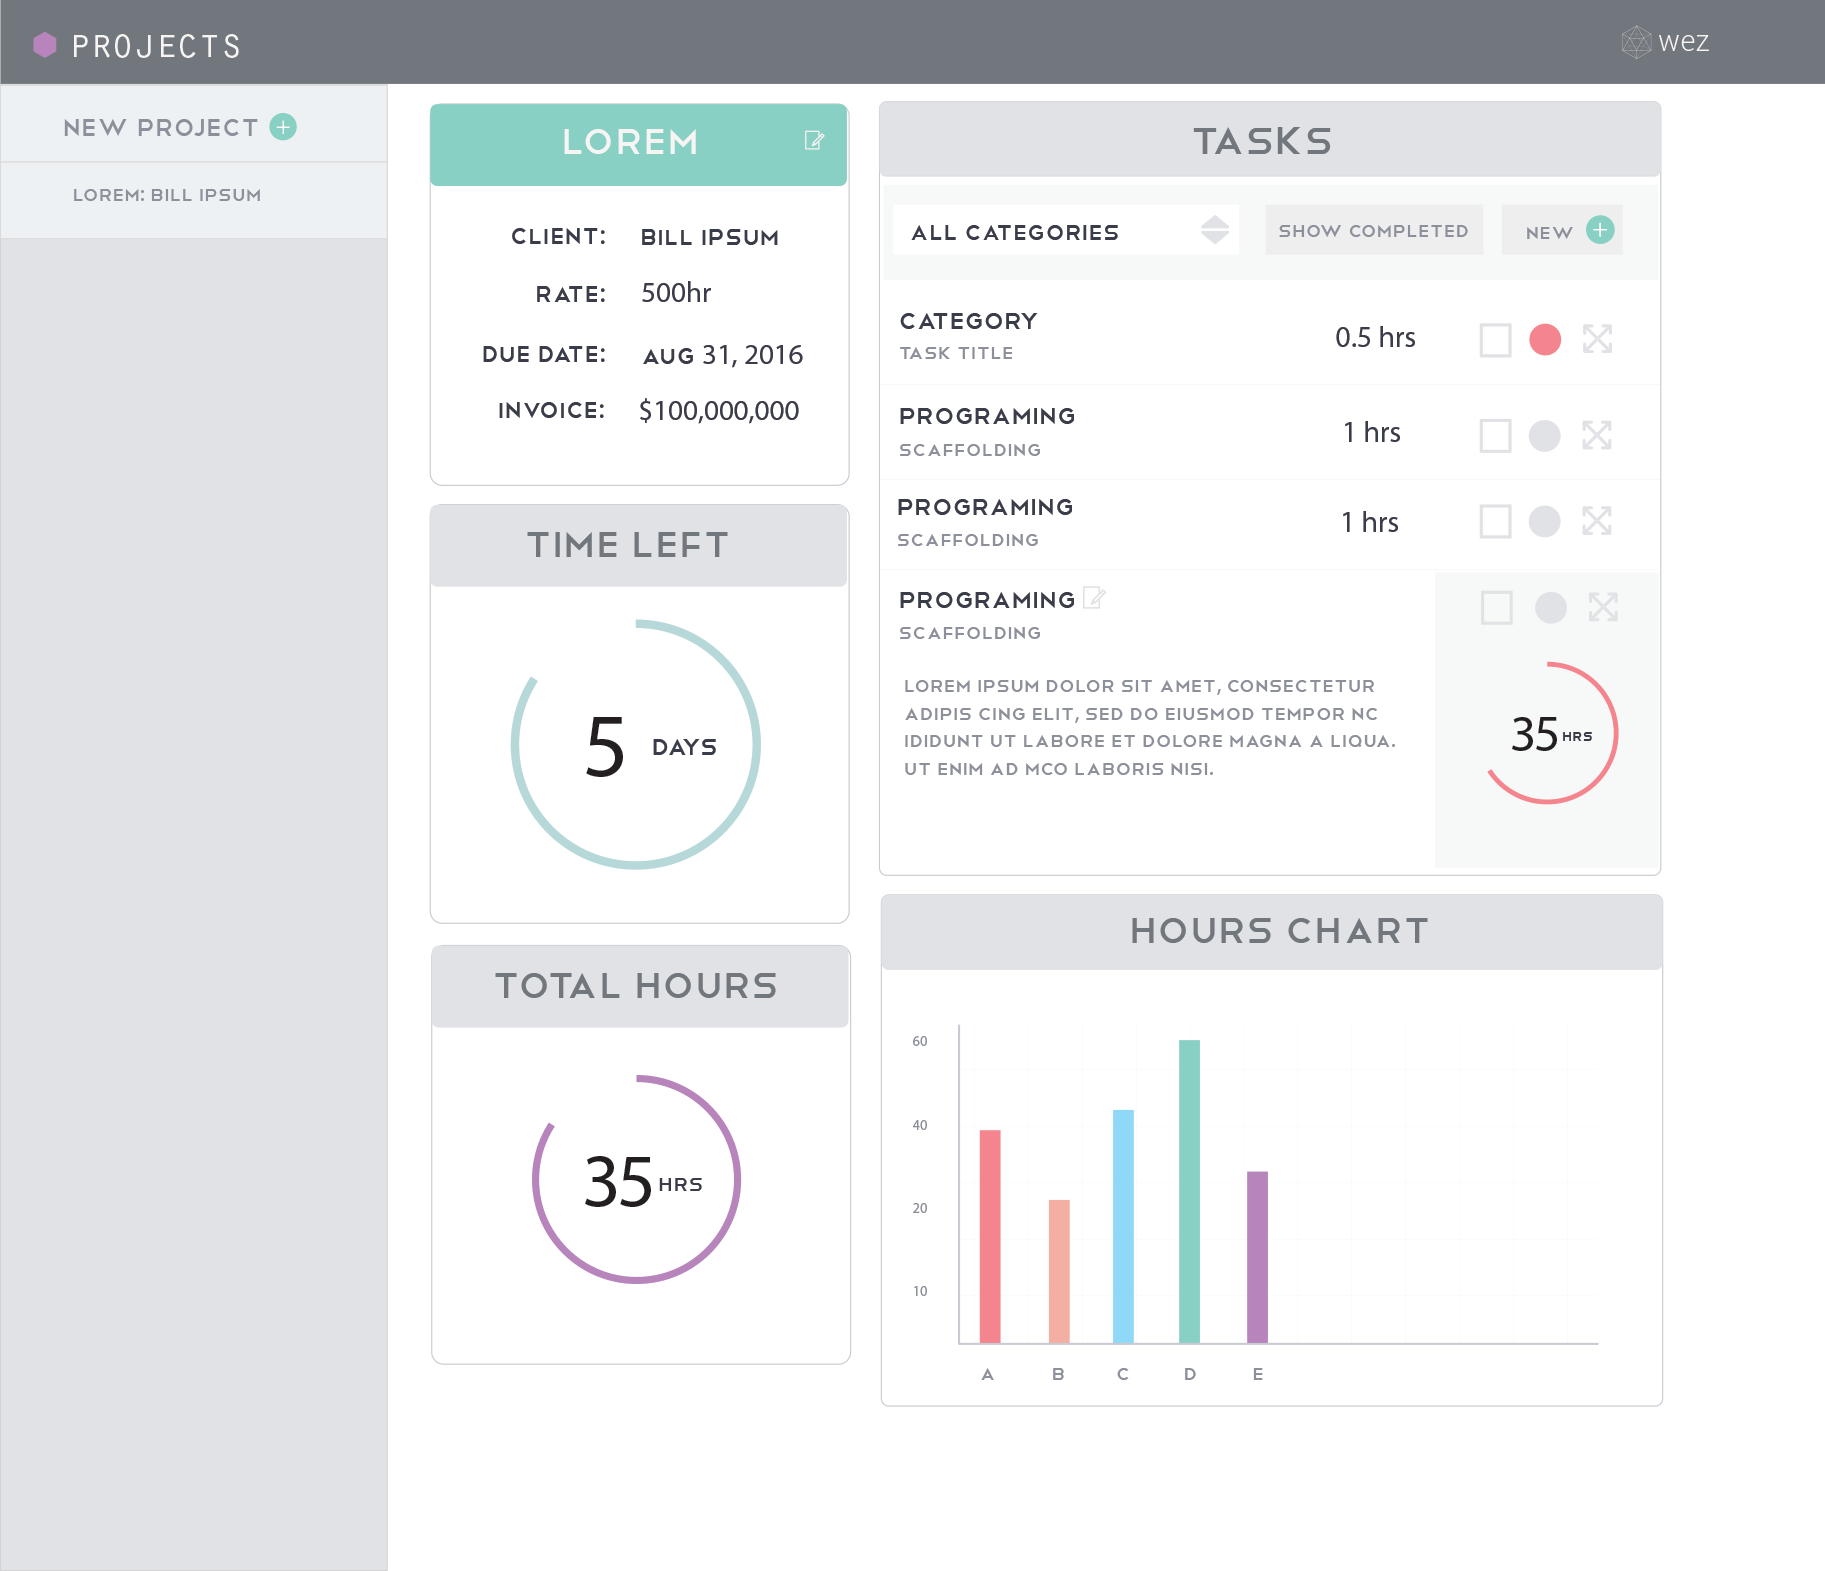 PROJECTS
wez
NEW PROJECT
LOREM: BILL IPSUM
LOREM
CLIENT: BILL IPSUM
RATE: 500hr
DUE DATE: AUG 31, 2016
INVOICE: $100,000,000
TIME LEFT
5 DAYS
TOTAL HOURS
35 HRS
TASKS
ALL CATEGORIES
SHOW COMPLETED
NEW
CATEGORY
TASK TITLE
0.5 hrs
PROGRAMING
SCAFFOLDING
1 hrs
PROGRAMING
SCAFFOLDING
1 hrs
PROGRAMING
SCAFFOLDING
LOREM IPSUM DOLOR SIT AMET, CONSECTETUR
ADIPIS CING ELIT, SED DO EIUSMOD TEMPOR NC
IDIDUNT UT LABORE ET DOLORE MAGNA A LIQUA.
UT ENIM AD MCO LABORIS NISI.
35 HRS
HOURS CHART
60
40
20
10
A B C D E